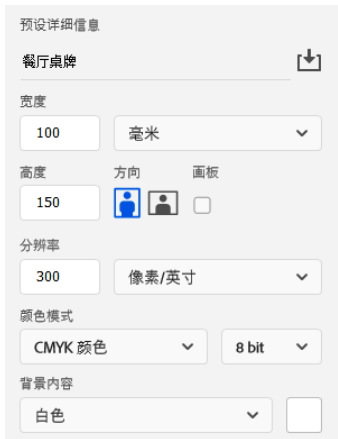 预设详细信息
餐厅桌牌
宽度
100 毫米
高度 方向 画板
150
分辨率
300 像素/英寸
颜色模式
CMYK 颜色 8 bit
背景内容
白色